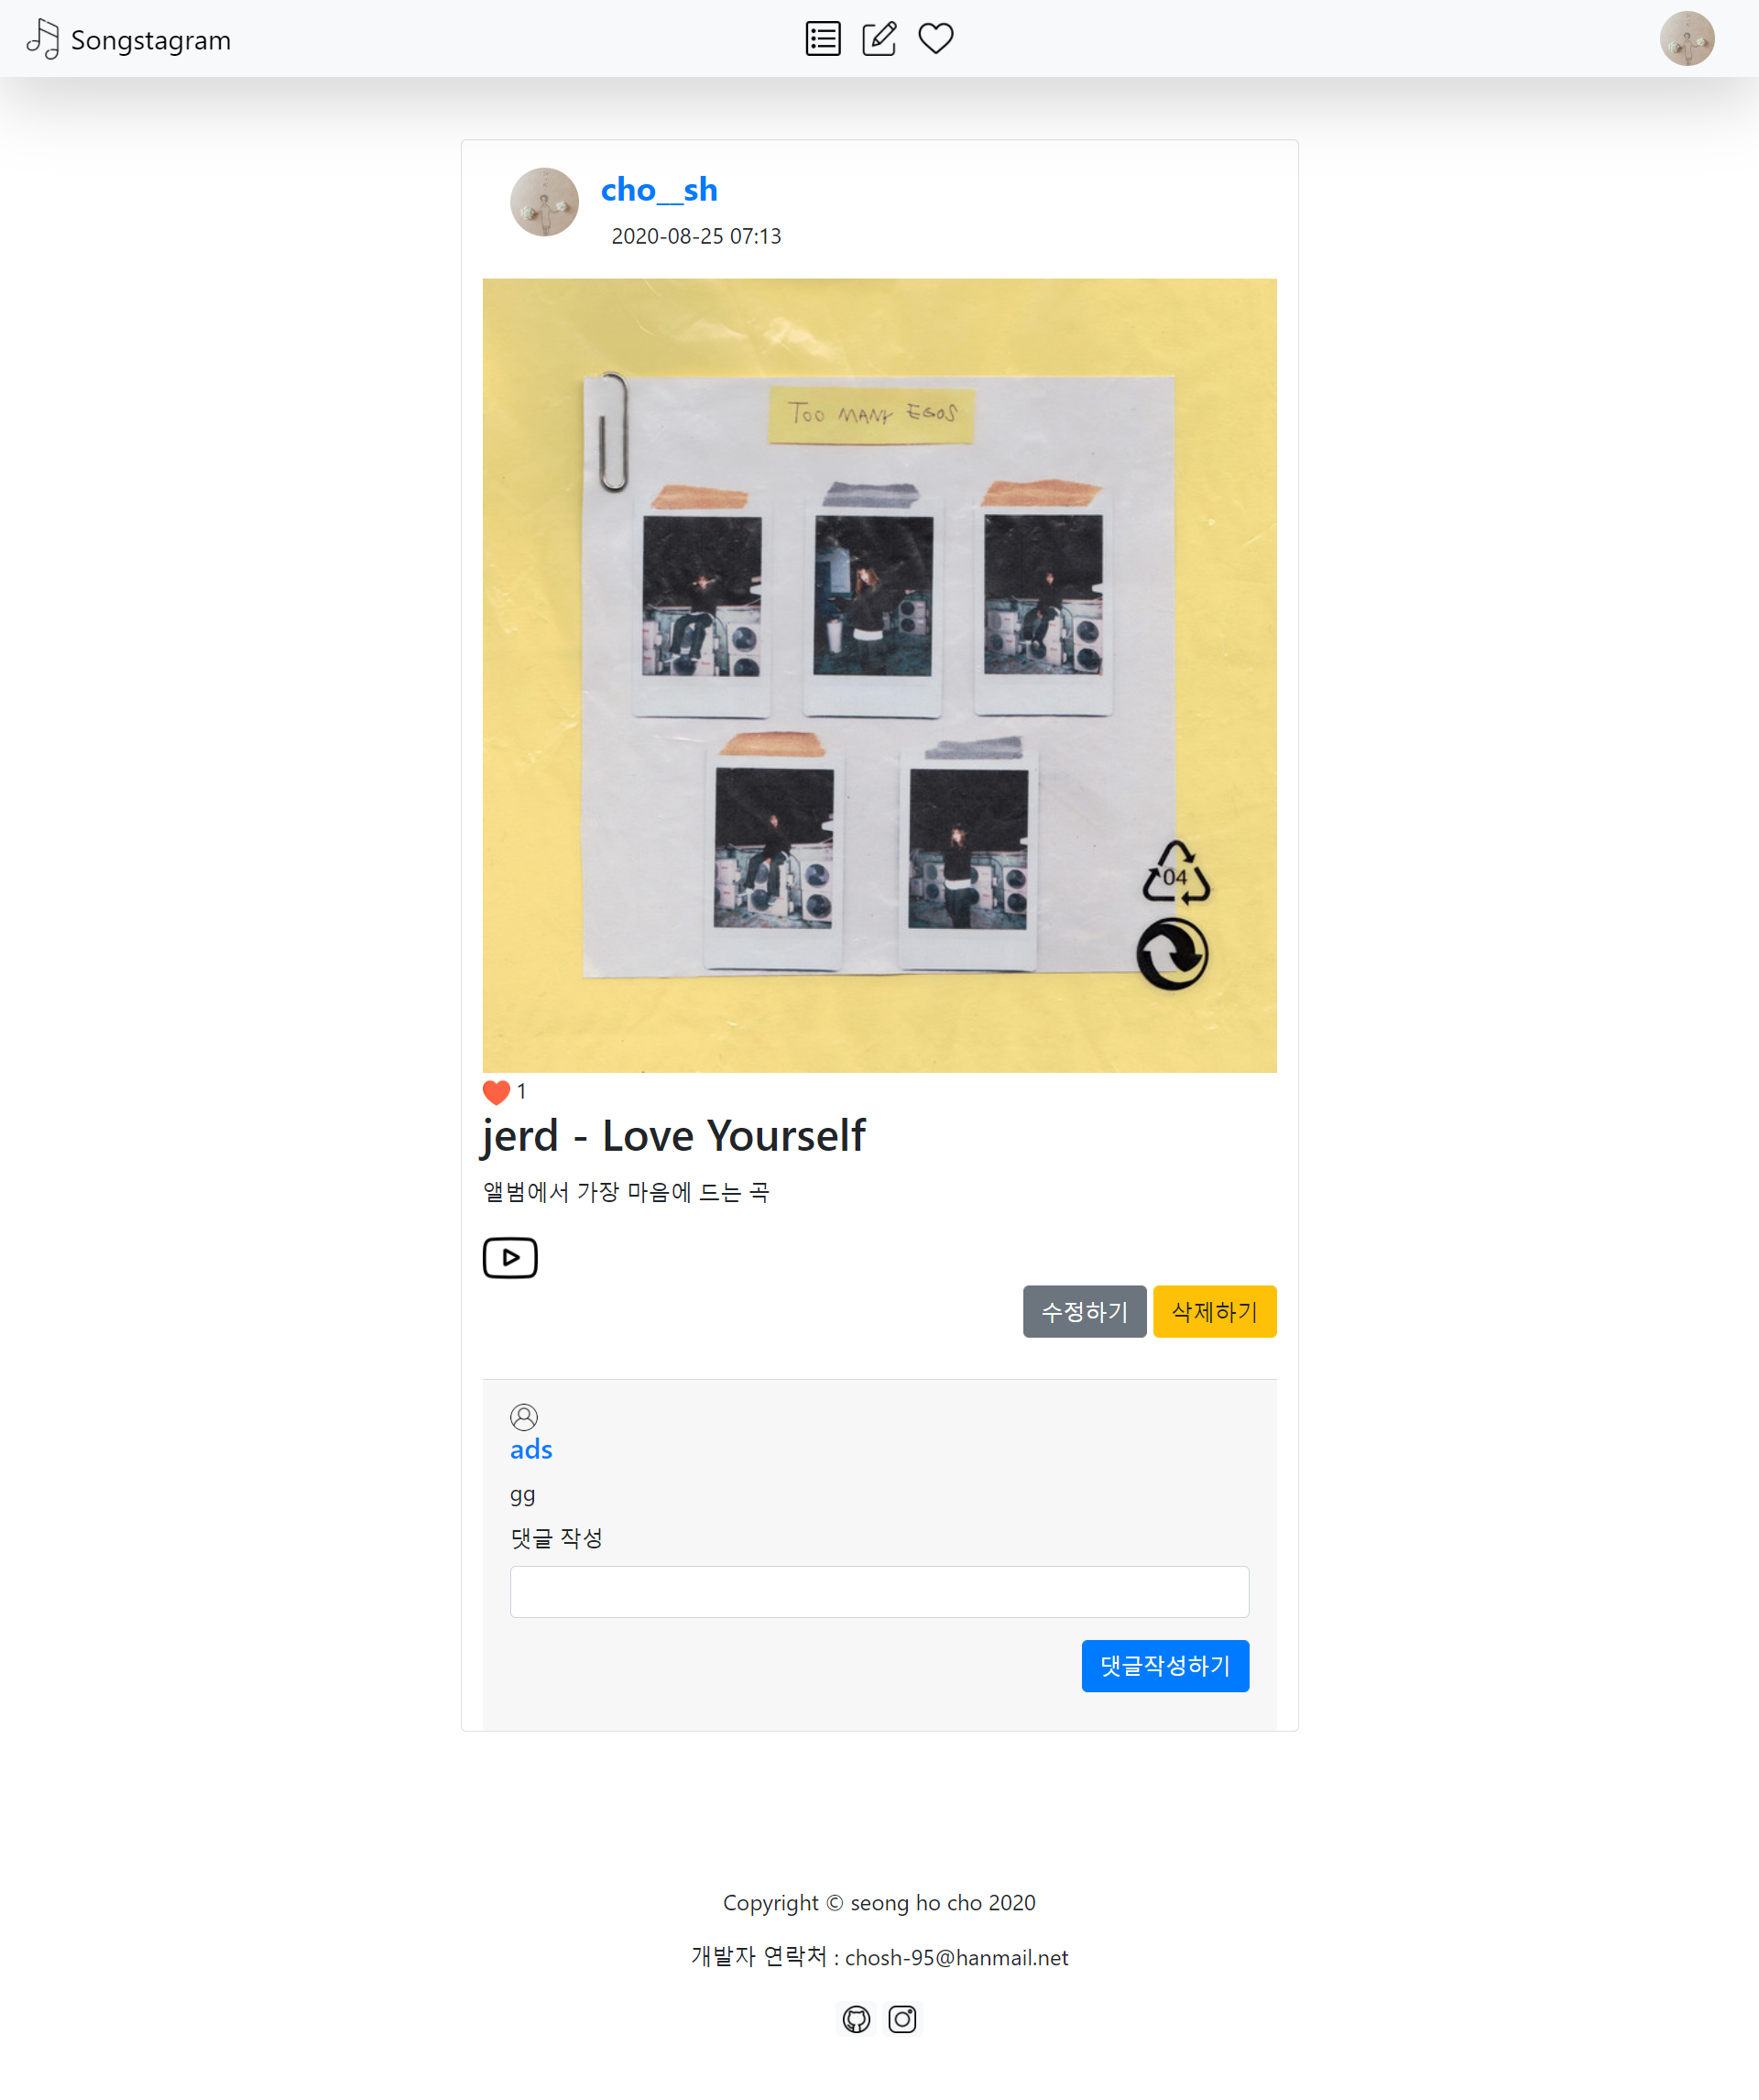 Songstagram
cho__sh
2020-08-25 07:13
TOO MANY EGOS
04
1
jerd - Love Yourself
앨범에서 가장 마음에 드는 곡
수정하기 삭제하기
ads
gg
댓글 작성
댓글작성하기
Copyright © seong ho cho 2020
개발자 연락처 : chosh-95@hanmail.net